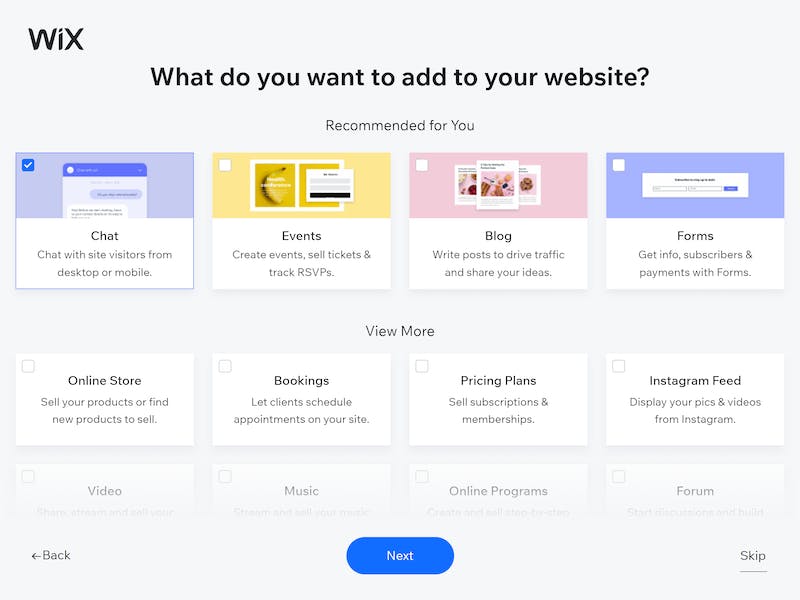 WiX
What do you want to add to your website?
Recommended for You
Health
conference
Chat
Chat with site visitors from
desktop or mobile.
Events
Create events, sell tickets &
track RSVPs.
Blog
Write posts to drive traffic
and share your ideas.
Forms
Get info, subscribers &
payments with Forms.
View More
Online Store
Sell your products or find
new products to sell.
Bookings
Let clients schedule
appointments on your site.
Pricing Plans
Sell subscriptions &
memberships.
Instagram Feed
Display your pics & videos
from Instagram.
Video
Share, stream and sell your
Music
Stream and sell your music
Online Programs
Create and sell step-by-step
Forum
Start discussions and build
←Back
Next
Skip